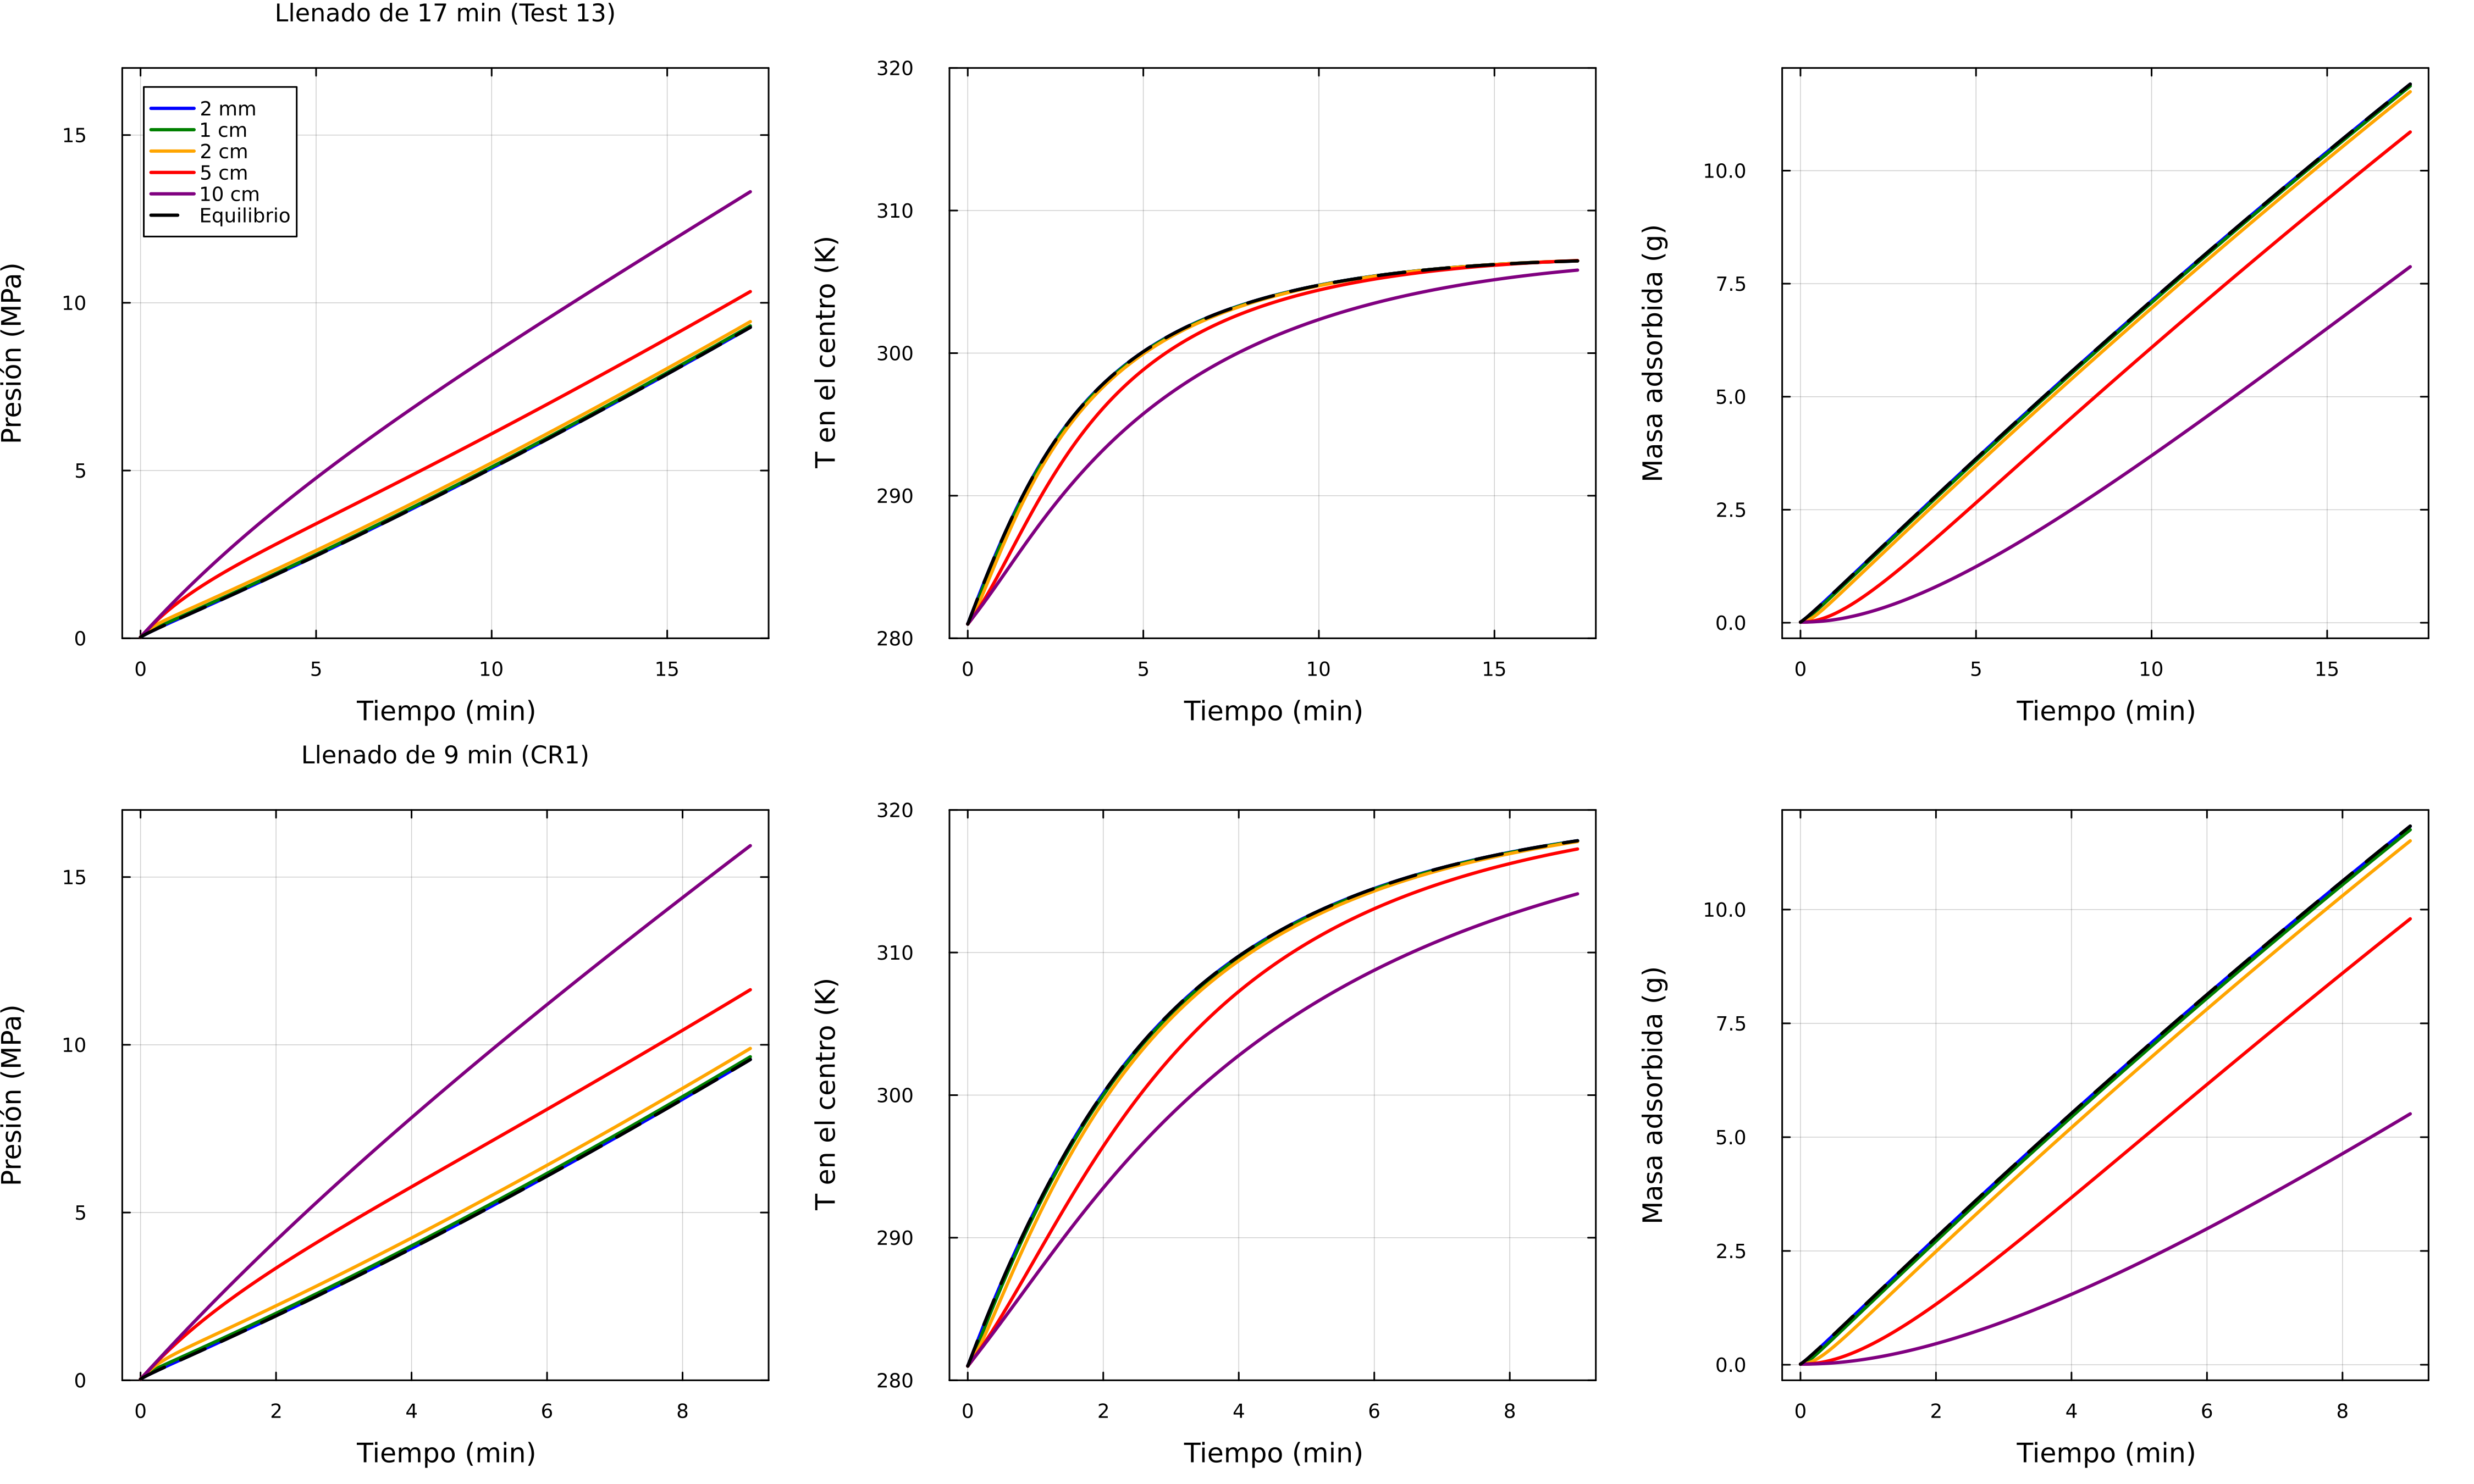 Llenado de 17 min (Test 13)
Presión (MPa)
15
10
5
0
2 mm
1 cm
2 cm
5 cm
10 cm
Equilibrio
0 5 10 15
Tiempo (min)
T en el centro (K)
320
310
300
290
280
0 5 10 15
Tiempo (min)
Masa adsorbida (g)
10.0
7.5
5.0
2.5
0.0
0 5 10 15
Tiempo (min)
Llenado de 9 min (CR1)
Presión (MPa)
15
10
5
0
0 2 4 6 8
Tiempo (min)
T en el centro (K)
320
310
300
290
280
0 2 4 6 8
Tiempo (min)
Masa adsorbida (g)
10.0
7.5
5.0
2.5
0.0
0 2 4 6 8
Tiempo (min)